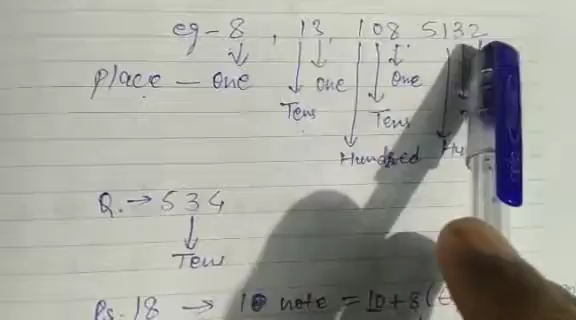 eg - 8 , 13, 108 5132
place - one one one
Tens Tens
Hundred Hu
Q. → 534
Tens
Rs. 18 → 10 note = 10 + 8 (